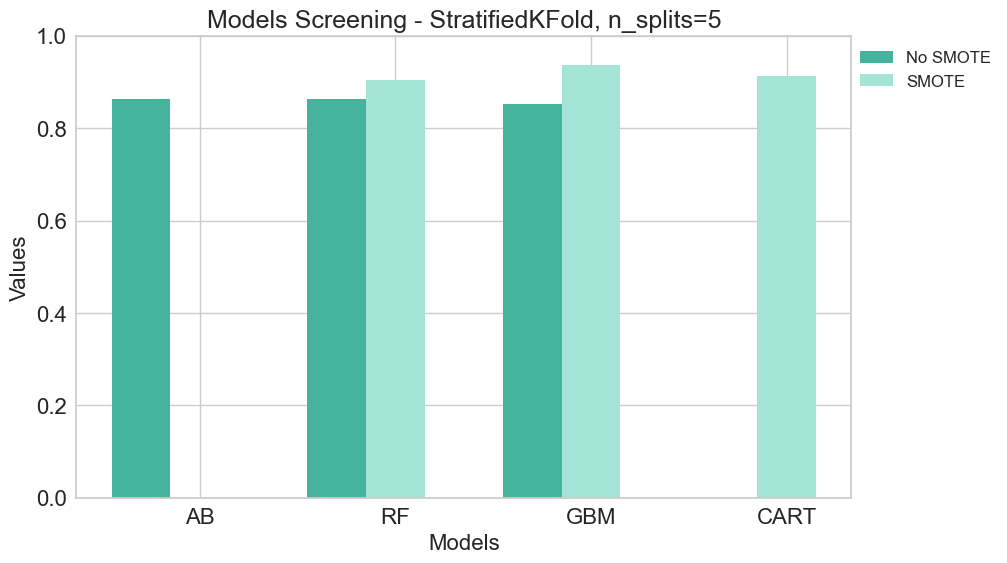 Models Screening - StratifiedKFold, n_splits=5
1.0
0.8
0.6
0.4
0.2
0.0
Values
AB
RF
GBM
CART
Models
No SMOTE
SMOTE